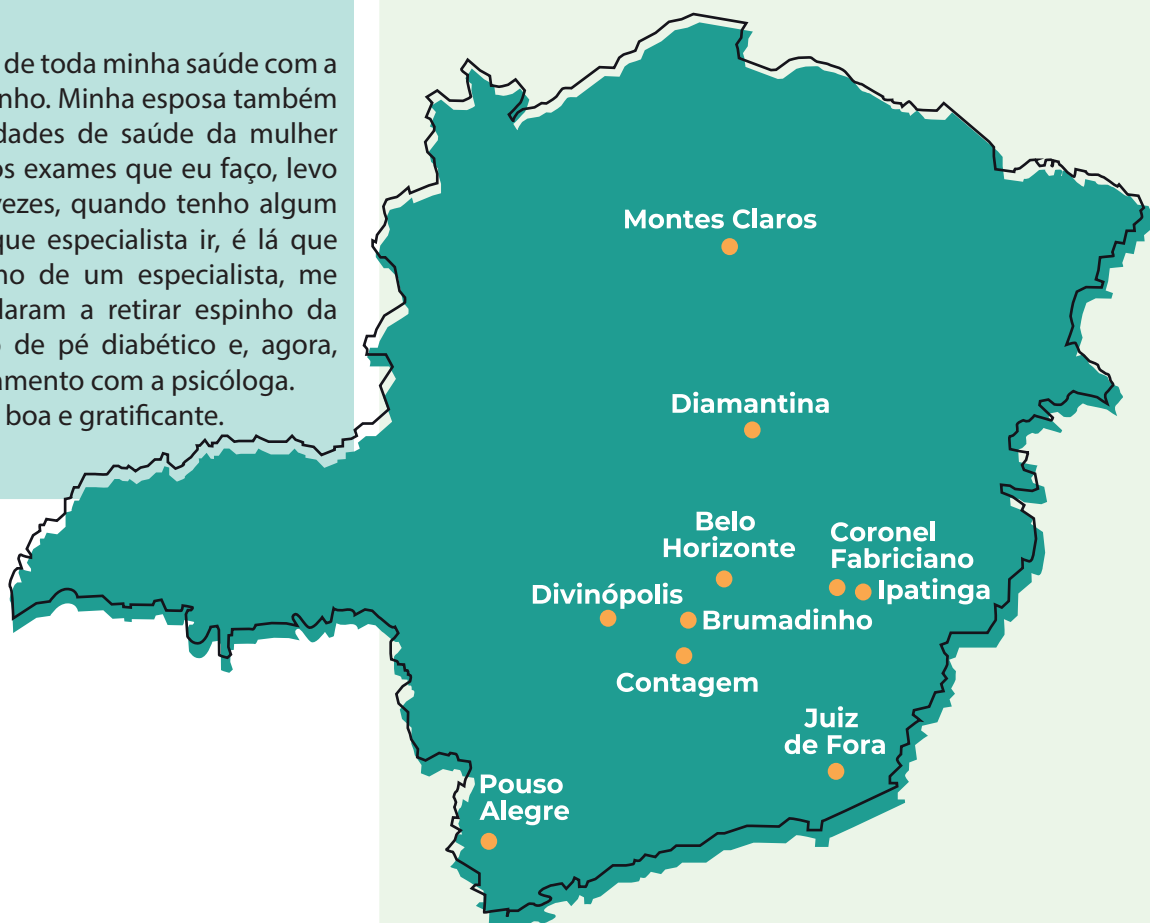 de toda minha saúde com a
nho. Minha esposa também
dades de saúde da mulher
os exames que eu faço, levo
vezes, quando tenho algum
que especialista ir, é lá que
no de um especialista, me
daram a retirar espinho da
de pé diabético e, agora,
amento com a psicóloga.
boa e gratificante.
Montes Claros
Diamantina
Belo
Horizonte
Coronel
Fabriciano
Ipatinga
Divinópolis
Brumadinho
Contagem
Juiz
de Fora
Pouso
Alegre